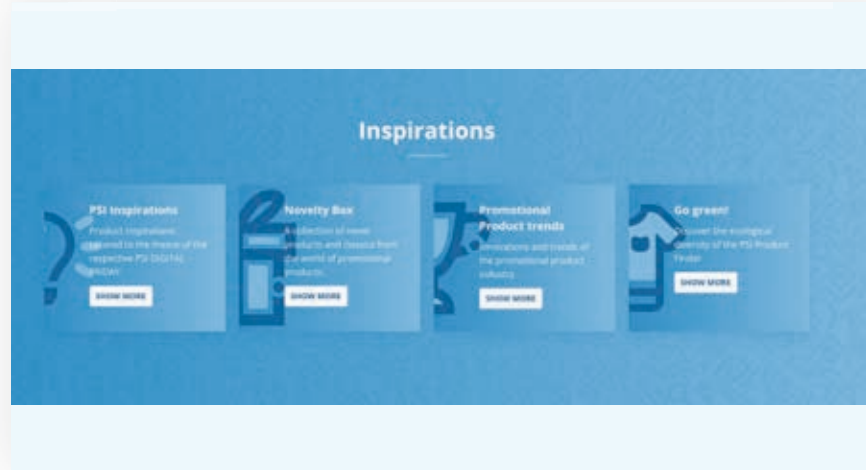 Inspirations
PSI Inspirations
Product inspirations
tailored to the theme of the
respective PSI DIGITAL
FRIDAY.
SHOW MORE
Novelty Box
A collection of newer
products and classics from
the world of promotional
products.
SHOW MORE
Promotional
Product trends
Innovations and trends of
the promotional product
industry.
SHOW MORE
Go green!
Discover the ecological
diversity of the PSI Product
Finder
SHOW MORE